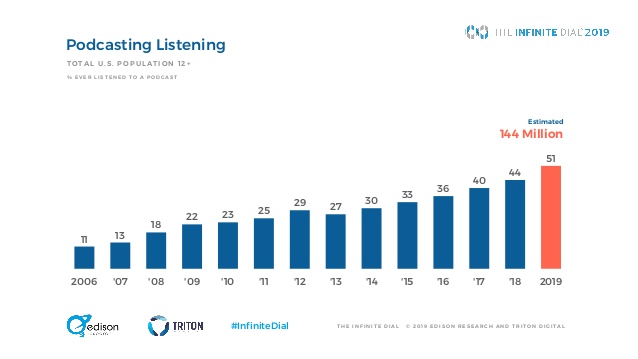 Podcasting Listening
THE INFINITE DIAL 2019
TOTAL U.S. POPULATION 12+
% EVER LISTENED TO A PODCAST
Estimated
144 Million
11 13 18 22 23 25 29 27 30 33 36 40 44 51
2006 '07 '08 '09 '10 '11 '12 '13 '14 '15 '16 '17 '18 2019
edison
TRITON
#InfiniteDial
THE INFINITE DIAL © 2019 EDISON RESEARCH AND TRITON DIGITAL